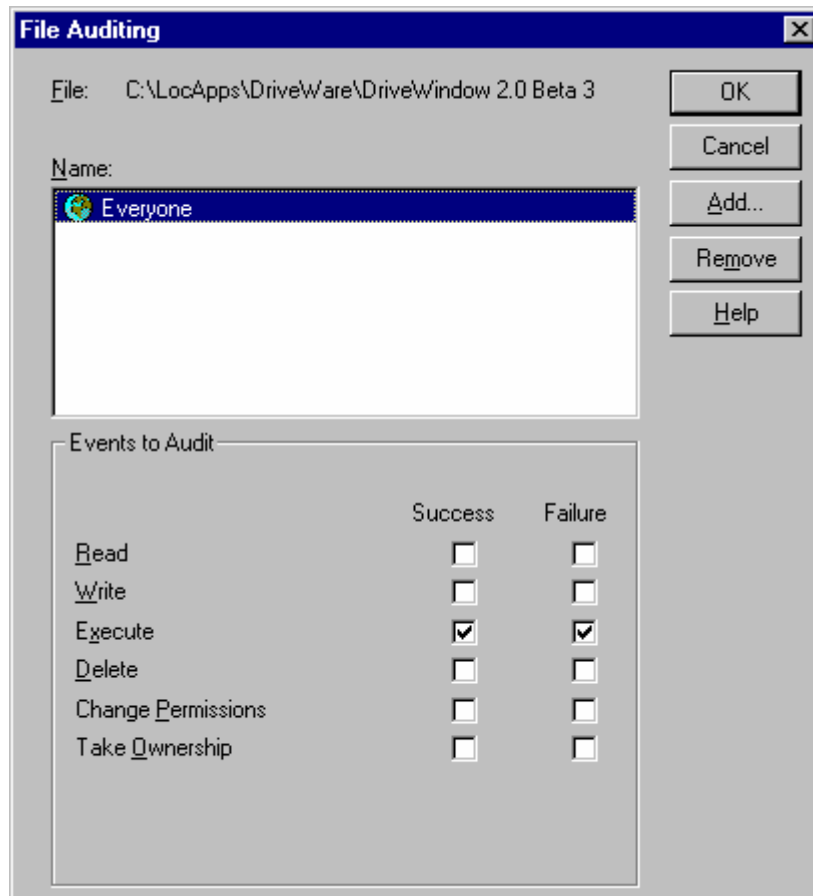 File Auditing
File: C:\LocApps\DriveWare\DriveWindow 2.0 Beta 3
OK
Cancel
Name:
Everyone
Add...
Remove
Help
Events to Audit
Success Failure
Read
Write
Execute
Delete
Change Permissions
Take Ownership